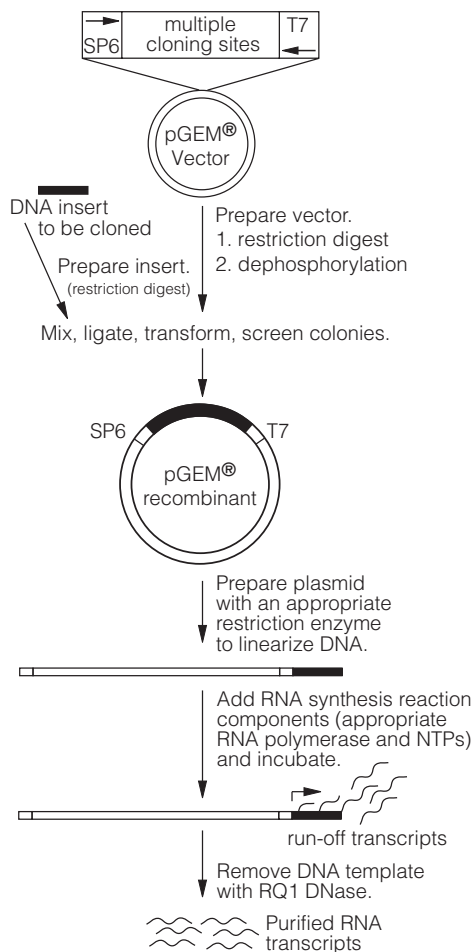 SP6
multiple
cloning sites
T7
pGEM®
Vector
DNA insert
to be cloned
Prepare vector.
1. restriction digest
2. dephosphorylation
Prepare insert.
(restriction digest)
Mix, ligate, transform, screen colonies.
SP6
T7
pGEM®
recombinant
Prepare plasmid
with an appropriate
restriction enzyme
to linearize DNA.
Add RNA synthesis reaction
components (appropriate
RNA polymerase and NTPs)
and incubate.
run-off transcripts
Remove DNA template
with RQ1 DNase.
Purified RNA
transcripts